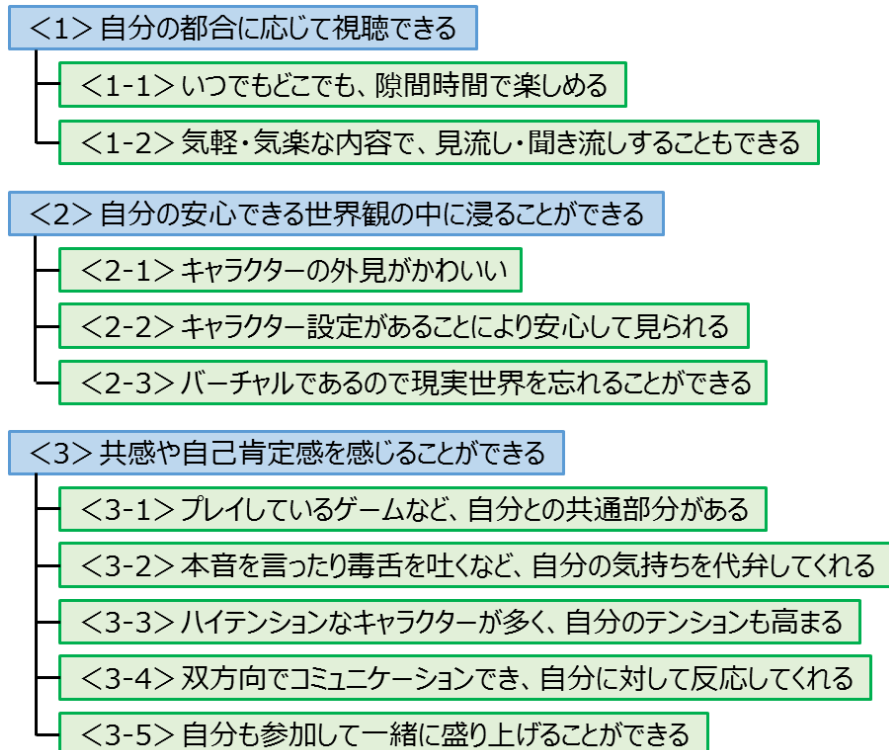 ＜1＞自分の都合に応じて視聴できる
＜1-1＞いつでもどこでも、隙間時間で楽しめる
＜1-2＞気軽・気楽な内容で、見流し・聞き流しすることもできる
＜2＞自分の安心できる世界観の中に浸ることができる
＜2-1＞キャラクターの外見がかわいい
＜2-2＞キャラクター設定があることにより安心して見られる
＜2-3＞バーチャルであるので現実世界を忘れることができる
＜3＞共感や自己肯定感を感じることができる
＜3-1＞プレイしているゲームなど、自分との共通部分がある
＜3-2＞本音を言ったり毒舌を吐くなど、自分の気持ちを代弁してくれる
＜3-3＞ハイテンションなキャラクターが多く、自分のテンションも高まる
＜3-4＞双方向でコミュニケーションでき、自分に対して反応してくれる
＜3-5＞自分も参加して一緒に盛り上げることができる